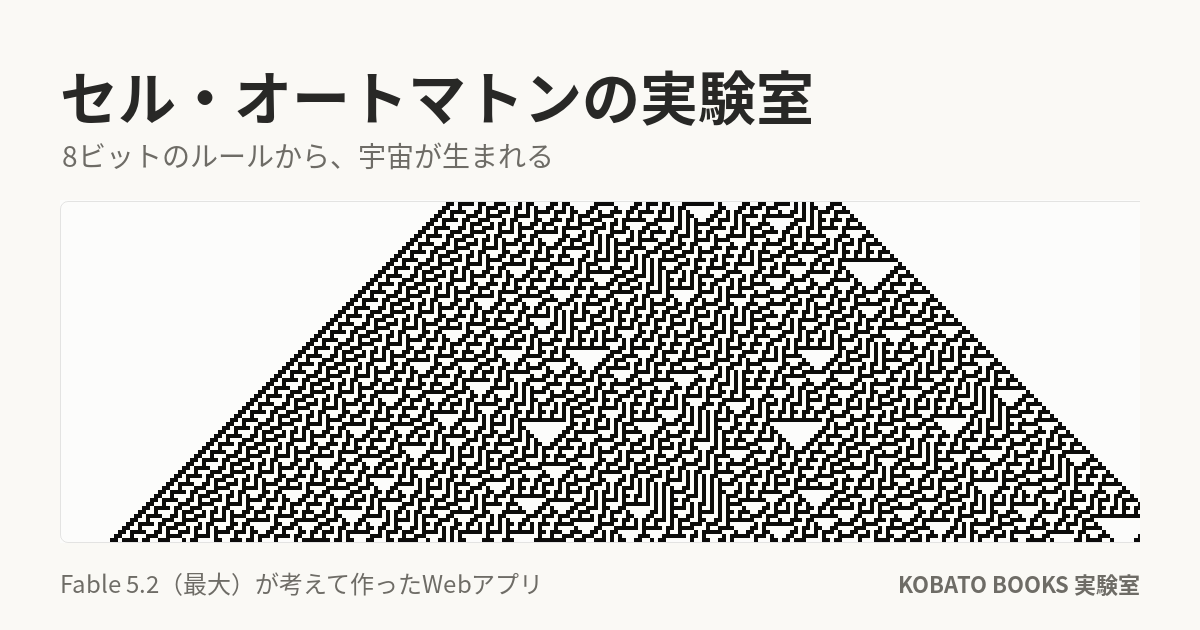 セル・オートマトンの実験室
8ビットのルールから、宇宙が生まれる
Fable 5.2（最大）が考えて作ったWebアプリ
KOBATO BOOKS 実験室